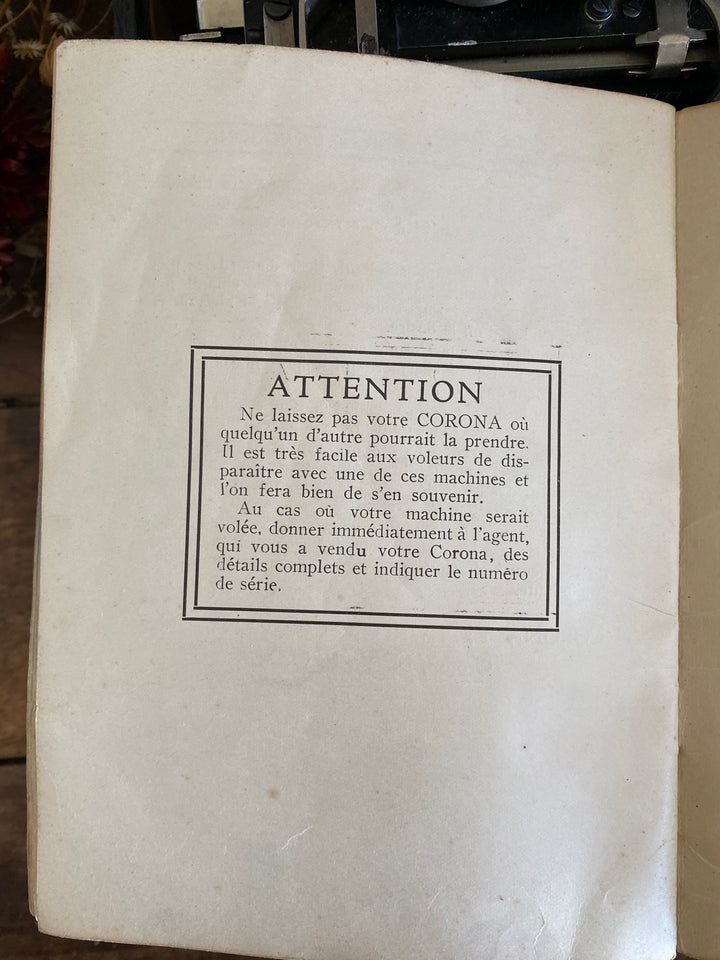 ATTENTION
Ne laissez pas votre CORONA où
quelqu'un d'autre pourrait la prendre.
Il est très facile aux voleurs de dis-
paraître avec une de ces machines et
l'on fera bien de s'en souvenir.
Au cas où votre machine serait
volée, donner immédiatement à l'agent,
qui vous a vendu votre Corona, des
détails complets et indiquer le numéro
de série.